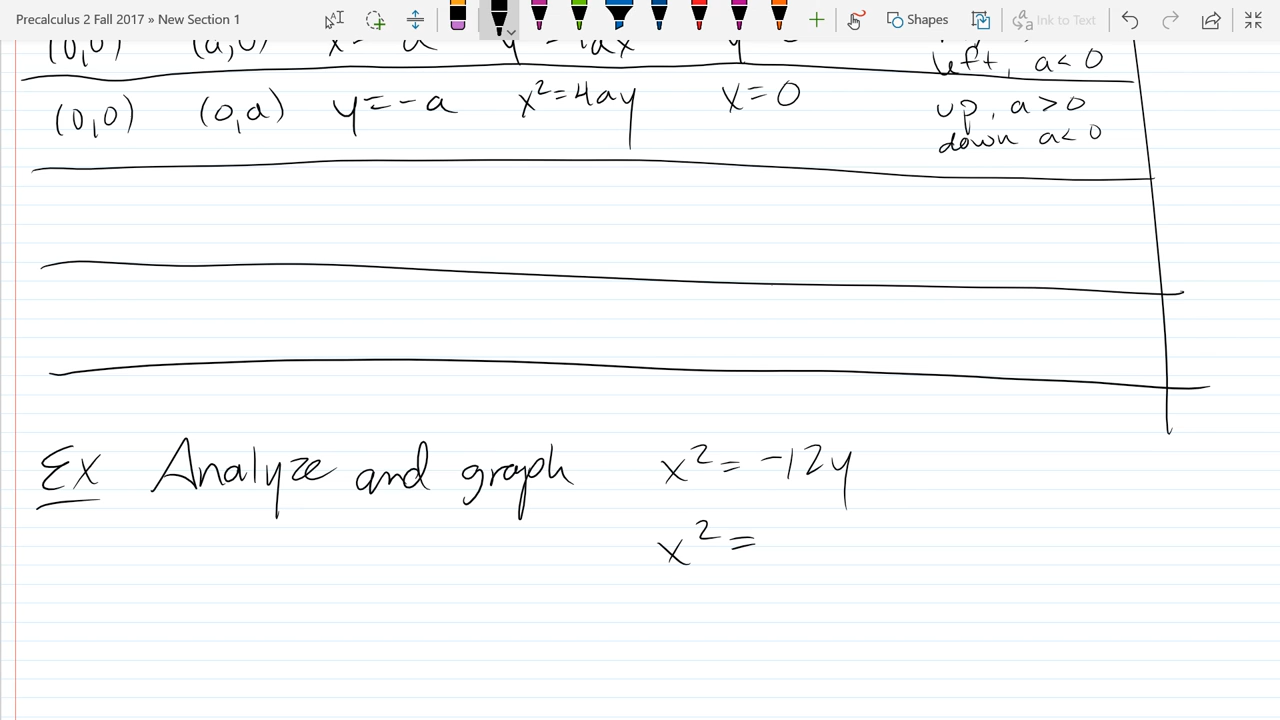 Precalculus 2 Fall 2017 » New Section 1
Shapes
Ink to Text
left, a<0
(0,0) (0,a) y=-a x²=4ay x=0 up, a>0
down a<0
Ex Analyze and graph x²=-12y
x²=